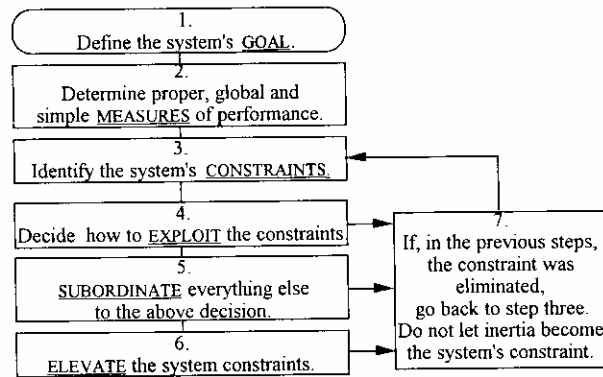 1.
Define the system's GOAL.
2.
Determine proper, global and
simple MEASURES of performance.
3.
Identify the system's CONSTRAINTS.
4.
Decide how to EXPLOIT the constraints.
5.
SUBORDINATE everything else
to the above decision.
6.
ELEVATE the system constraints.
7.
If, in the previous steps,
the constraint was
eliminated,
go back to step three.
Do not let inertia become
the system's constraint.